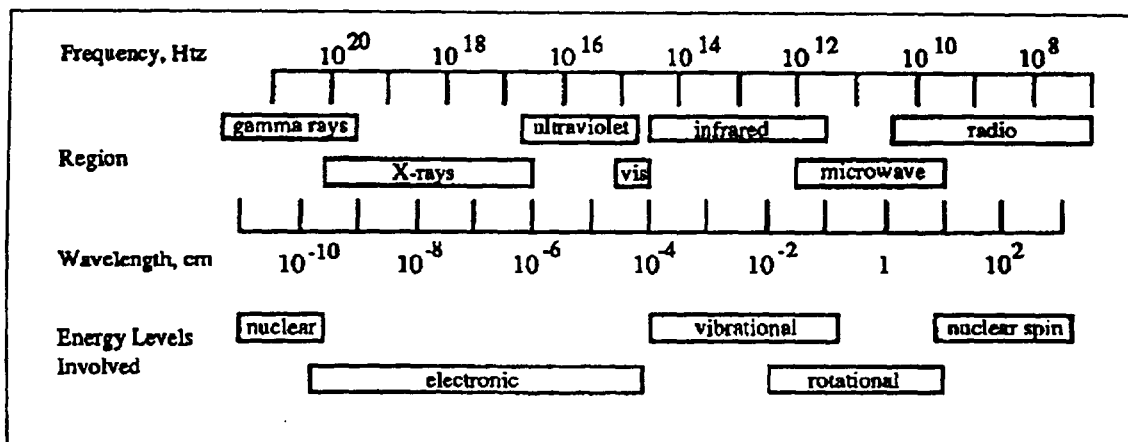 Frequency, Htz 10^20 10^18 10^16 10^14 10^12 10^10 10^8
gamma rays ultraviolet infrared radio
Region
X-rays vis microwave
Wavelength, cm 10^-10 10^-8 10^-6 10^-4 10^-2 1 10^2
nuclear vibrational nuclear spin
Energy Levels
Involved
electronic rotational